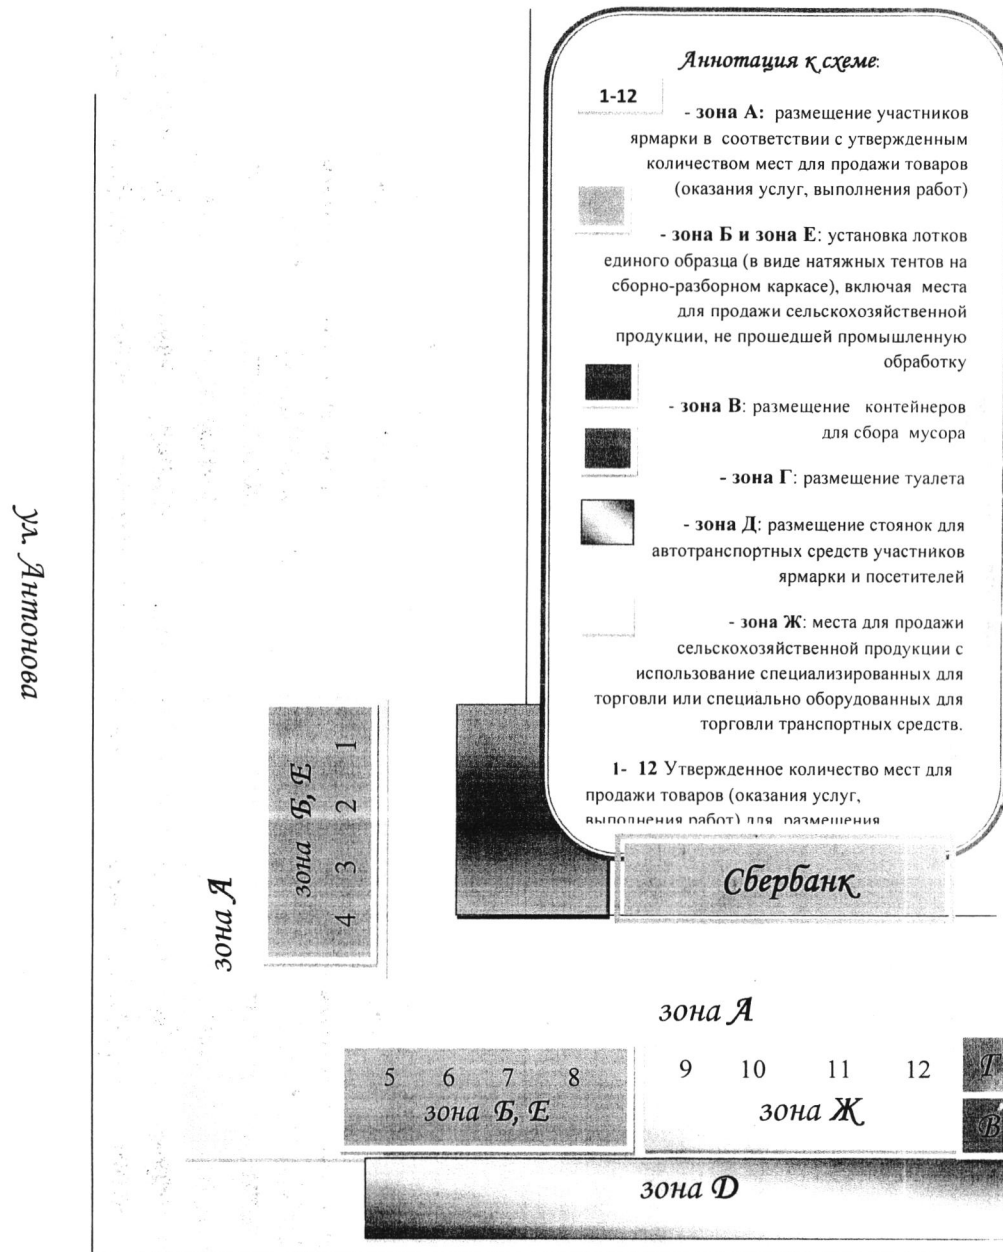 Аннотация к схеме:
1-12
- зона А: размещение участников
ярмарки в соответствии с утвержденным
количеством мест для продажи товаров
(оказания услуг, выполнения работ)
- зона Б и зона Е: установка лотков
единого образца (в виде натяжных тентов на
сборно-разборном каркасе), включая места
для продажи сельскохозяйственной
продукции, не прошедшей промышленную
обработку
- зона В: размещение контейнеров
для сбора мусора
- зона Г: размещение туалета
- зона Д: размещение стоянок для
автотранспортных средств участников
ярмарки и посетителей
- зона Ж: места для продажи
сельскохозяйственной продукции с
использование специализированных для
торговли или специально оборудованных для
торговли транспортных средств.
1- 12 Утвержденное количество мест для
продажи товаров (оказания услуг,
выполнения работ) для размещения
ул. Антонова
зона А
зона Б, Е
4 3 2 1
Сбербанк
зона А
5 6 7 8
зона Б, Е
9 10 11 12
зона Ж
Г
В
зона D